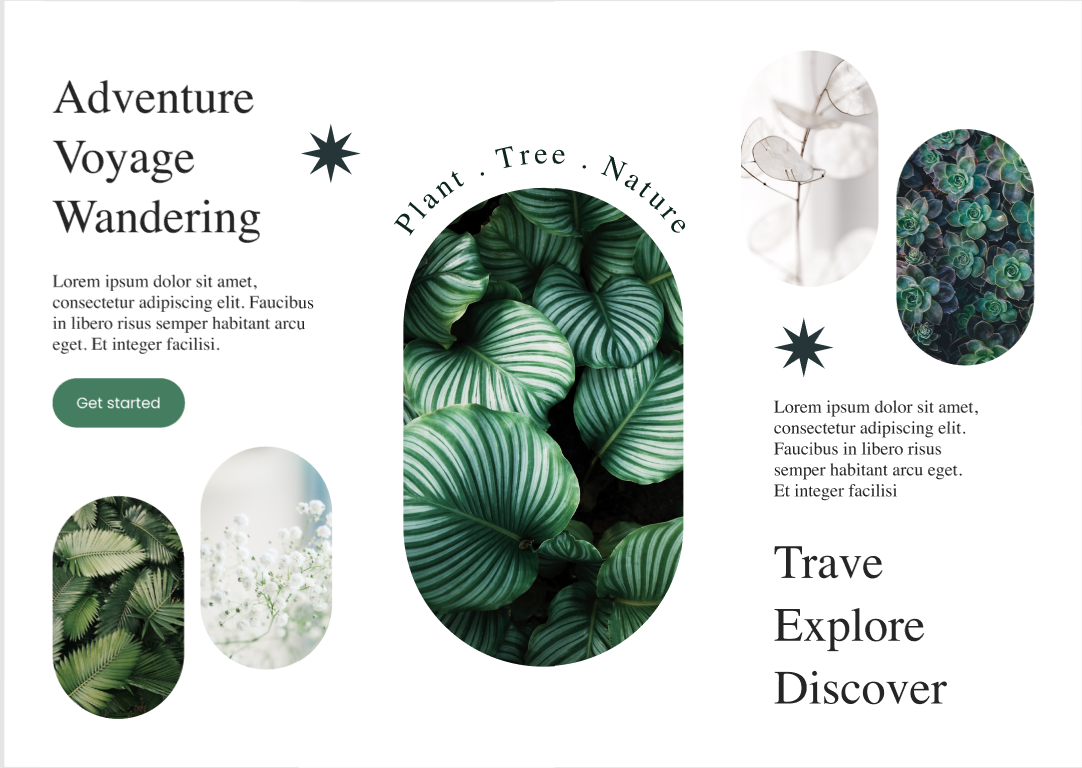 Adventure
Voyage
Wandering
Lorem ipsum dolor sit amet,
consectetur adipiscing elit. Faucibus
in libero risus semper habitant arcu
eget. Et integer facilisi.
Get started
Plant . Tree . Nature
Lorem ipsum dolor sit amet,
consectetur adipiscing elit.
Faucibus in libero risus
semper habitant arcu eget.
Et integer facilisi
Trave
Explore
Discover